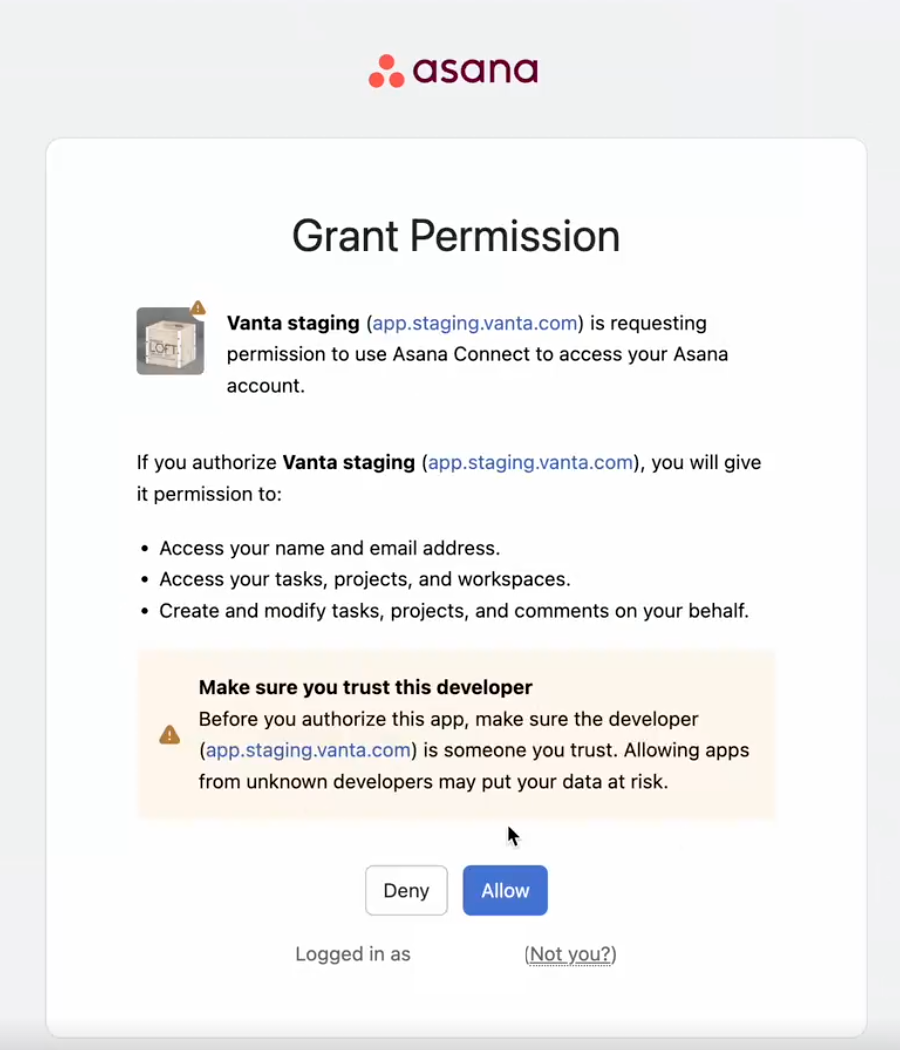 asana
Grant Permission
LOFT
Vanta staging (app.staging.vanta.com) is requesting
permission to use Asana Connect to access your Asana
account.
If you authorize Vanta staging (app.staging.vanta.com), you will give
it permission to:
• Access your name and email address.
• Access your tasks, projects, and workspaces.
• Create and modify tasks, projects, and comments on your behalf.
Make sure you trust this developer
Before you authorize this app, make sure the developer
(app.staging.vanta.com) is someone you trust. Allowing apps
from unknown developers may put your data at risk.
Deny Allow
Logged in as (Not you?)